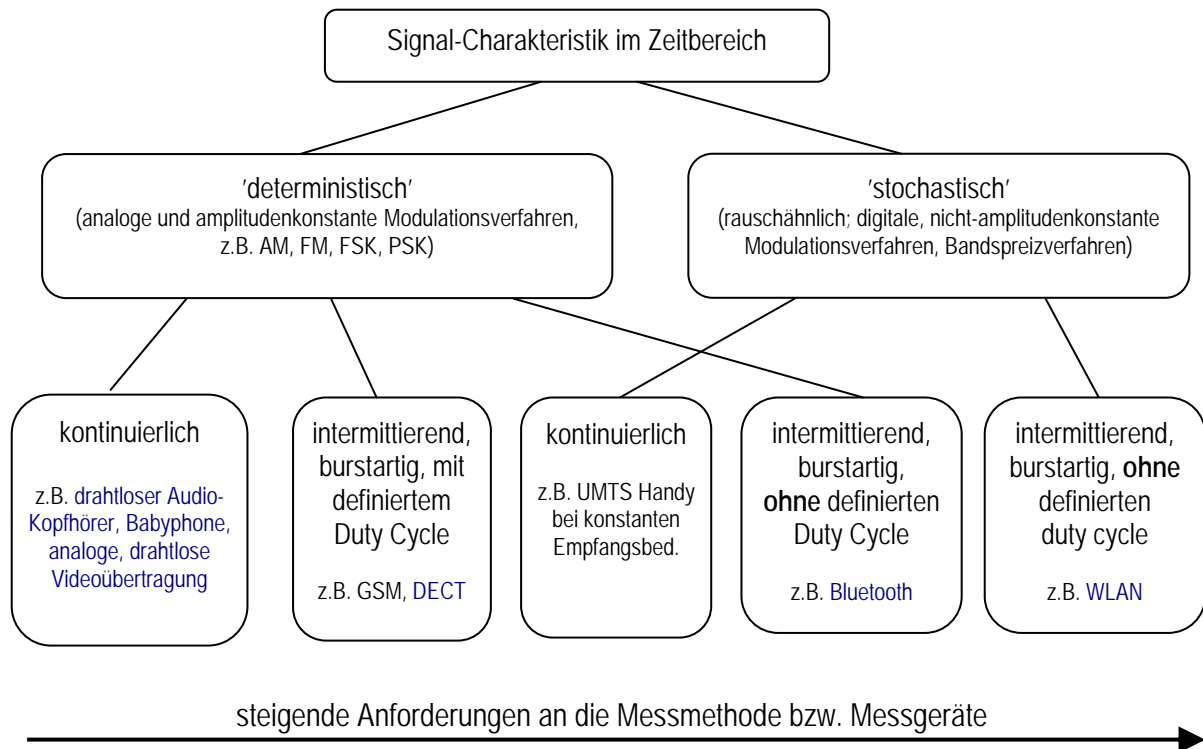 Signal-Charakteristik im Zeitbereich
'deterministisch'
(analoge und amplitudenkonstante Modulationsverfahren,
z.B. AM, FM, FSK, PSK)
'stochastisch'
(rauschähnlich; digitale, nicht-amplitudenkonstante
Modulationsverfahren, Bandspreizverfahren)
kontinuierlich
z.B. drahtloser Audio-
Kopfhörer, Babyphone,
analoge, drahtlose
Videoübertragung
intermittierend,
burstartig, mit
definiertem
Duty Cycle
z.B. GSM, DECT
kontinuierlich
z.B. UMTS Handy
bei konstanten
Empfangsbed.
intermittierend,
burstartig,
ohne definierten
Duty Cycle
z.B. Bluetooth
intermittierend,
burstartig, ohne
definierten
duty cycle
z.B. WLAN
steigende Anforderungen an die Messmethode bzw. Messgeräte